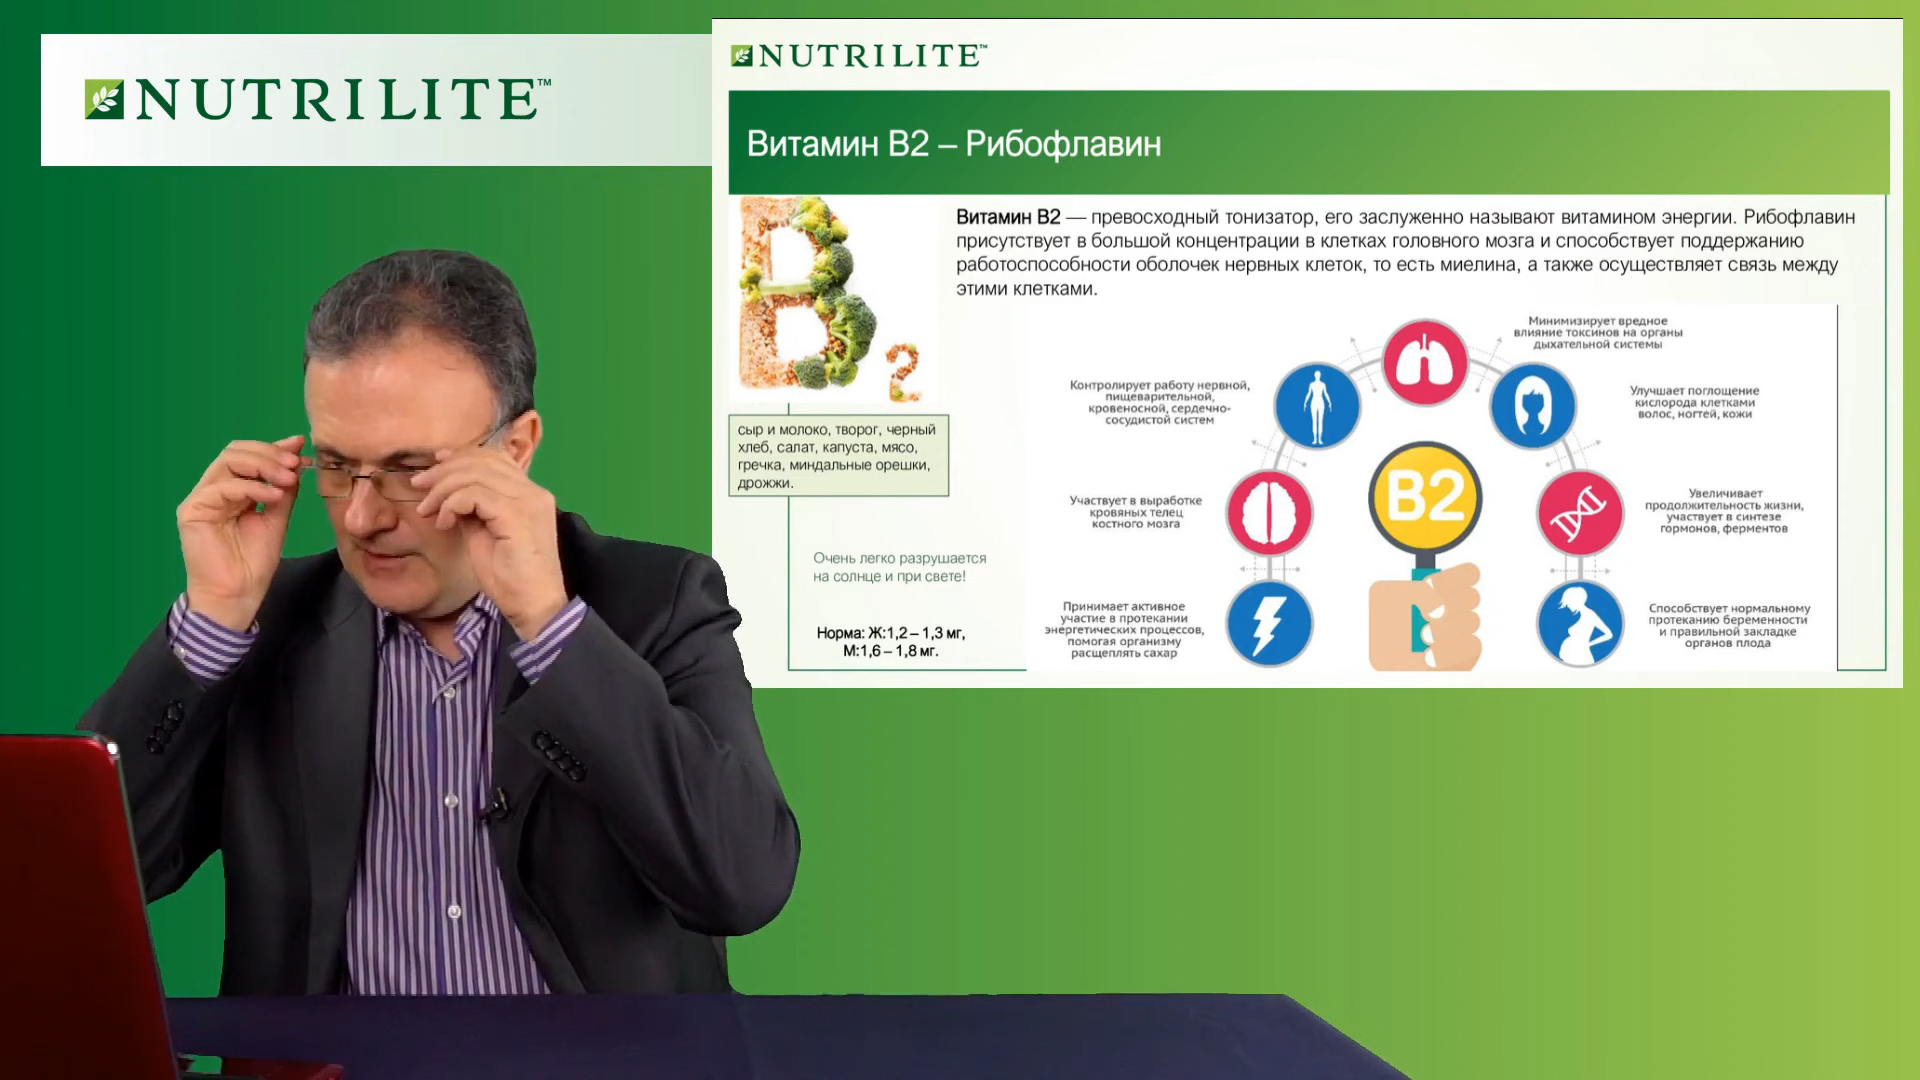 NUTRILITE™
NUTRILITE™
Витамин В2 – Рибофлавин
Витамин В2 — превосходный тонизатор, его заслуженно называют витамином энергии. Рибофлавин
присутствует в большой концентрации в клетках головного мозга и способствует поддержанию
работоспособности оболочек нервных клеток, то есть миелина, а также осуществляет связь между
этими клетками.
B
2
сыр и молоко, творог, черный
хлеб, салат, капуста, мясо,
гречка, миндальные орешки,
дрожжи.
Очень легко разрушается
на солнце и при свете!
Норма: Ж:1,2 – 1,3 мг,
М:1,6 – 1,8 мг.
Минимизирует вредное
влияние токсинов на органы
дыхательной системы
Контролирует работу нервной,
пищеварительной,
кровеносной, сердечно-
сосудистой систем
Улучшает поглощение
кислорода клетками
волос, ногтей, кожи
Участвует в выработке
кровяных телец
костного мозга
B2
Увеличивает
продолжительность жизни,
участвует в синтезе
гормонов, ферментов
Принимает активное
участие в протекании
энергетических процессов,
помогая организму
расщеплять сахар
Способствует нормальному
протеканию беременности
и правильной закладке
органов плода